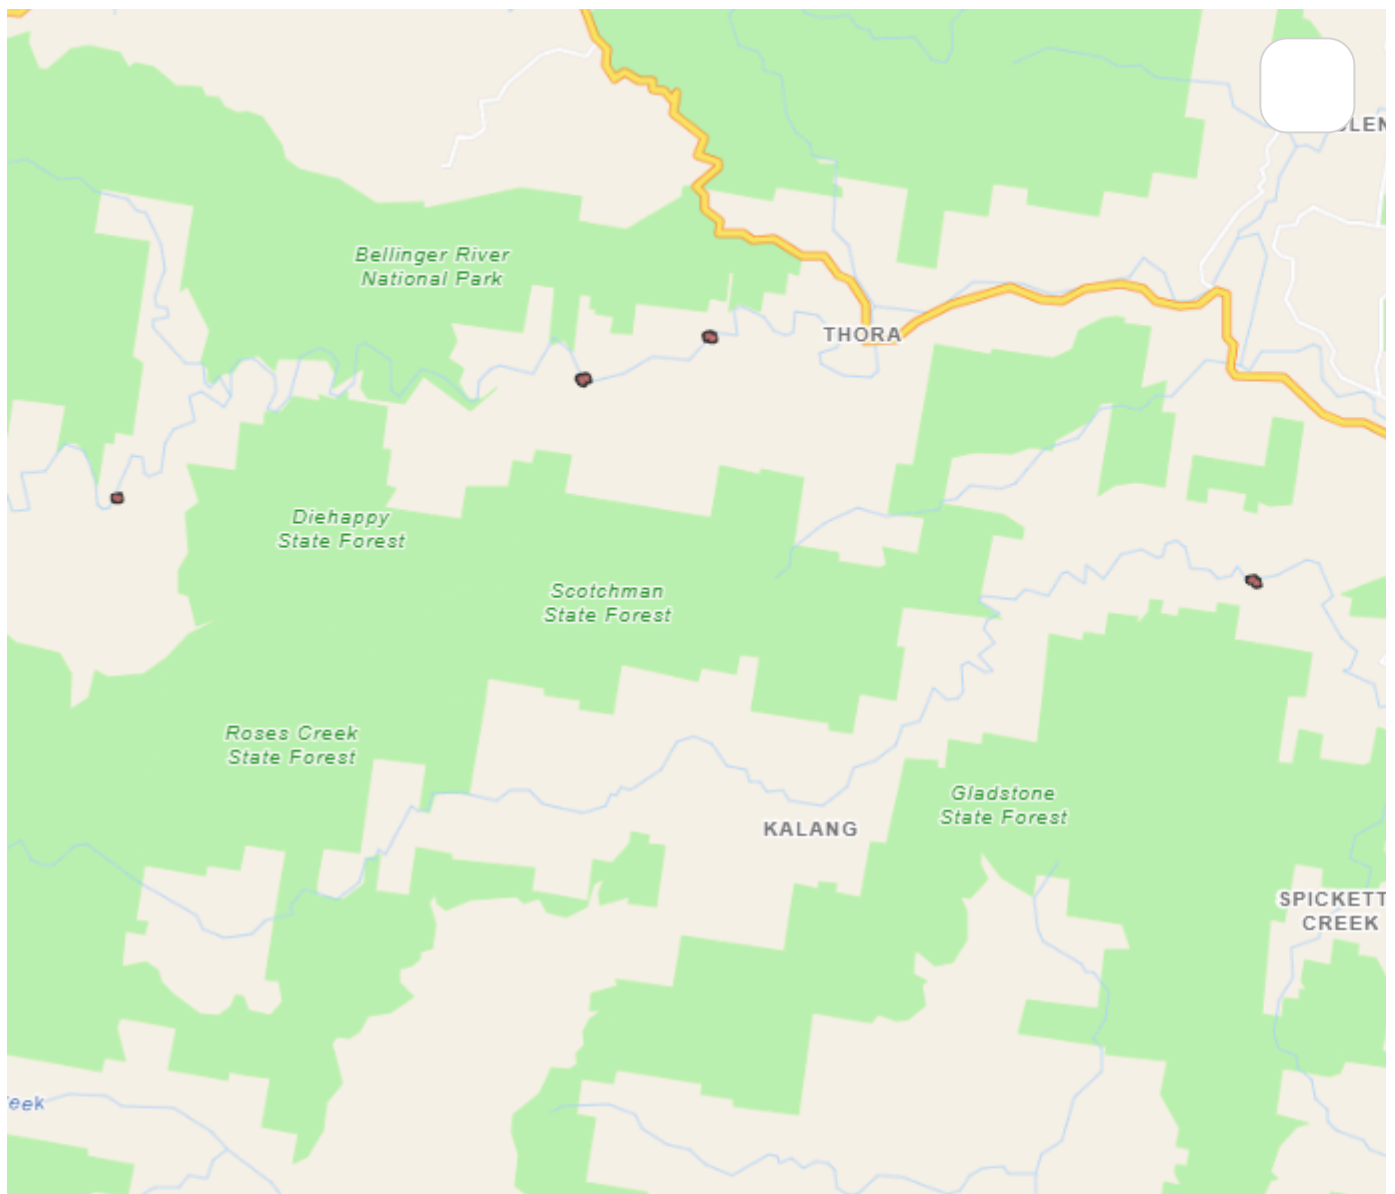 Bellinger River
National Park
THORA
Diehappy
State Forest
Scotchman
State Forest
Roses Creek
State Forest
Gladstone
State Forest
KALANG
SPICKETT
CREEK